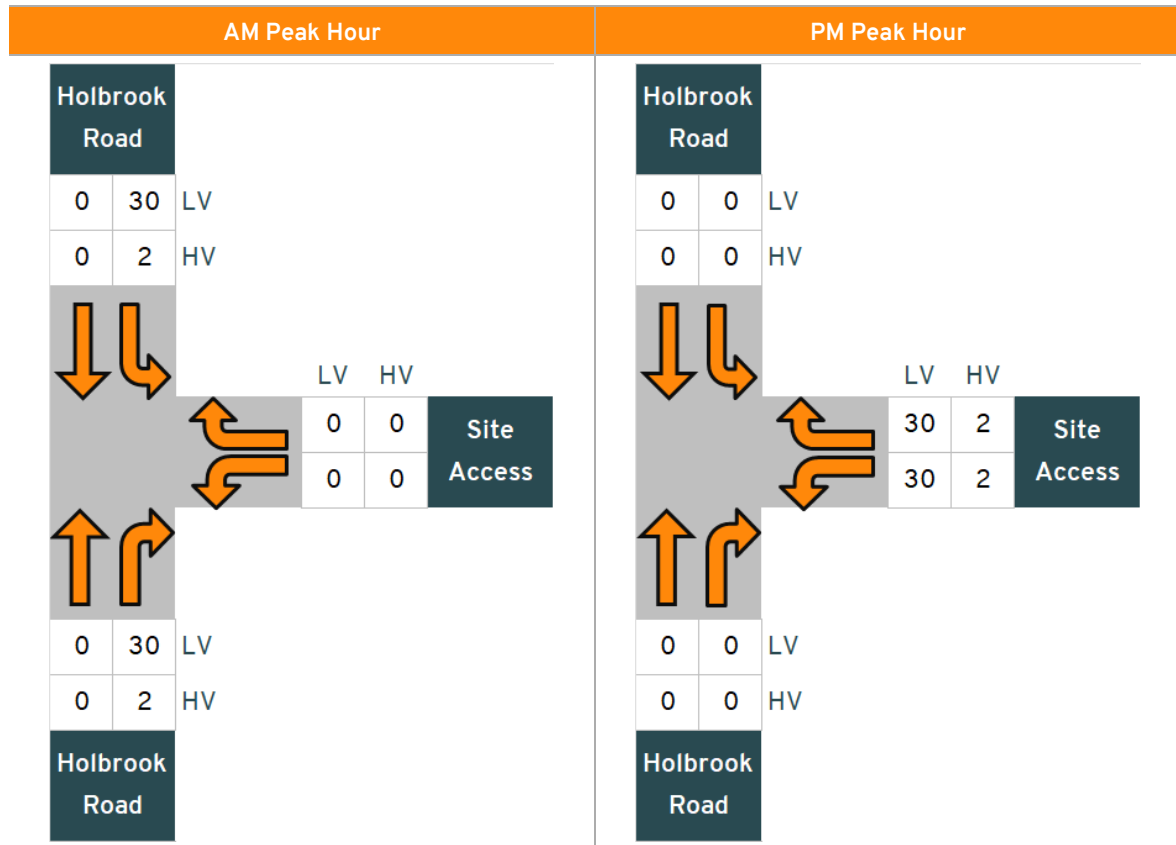 AM Peak Hour PM Peak Hour
Holbrook Holbrook
Road Road
0 30 LV 0 0 LV
0 2 HV 0 0 HV
LV HV LV HV
0 0 Site 30 2 Site
0 0 Access 30 2 Access
0 30 LV 0 0 LV
0 2 HV 0 0 HV
Holbrook Holbrook
Road Road